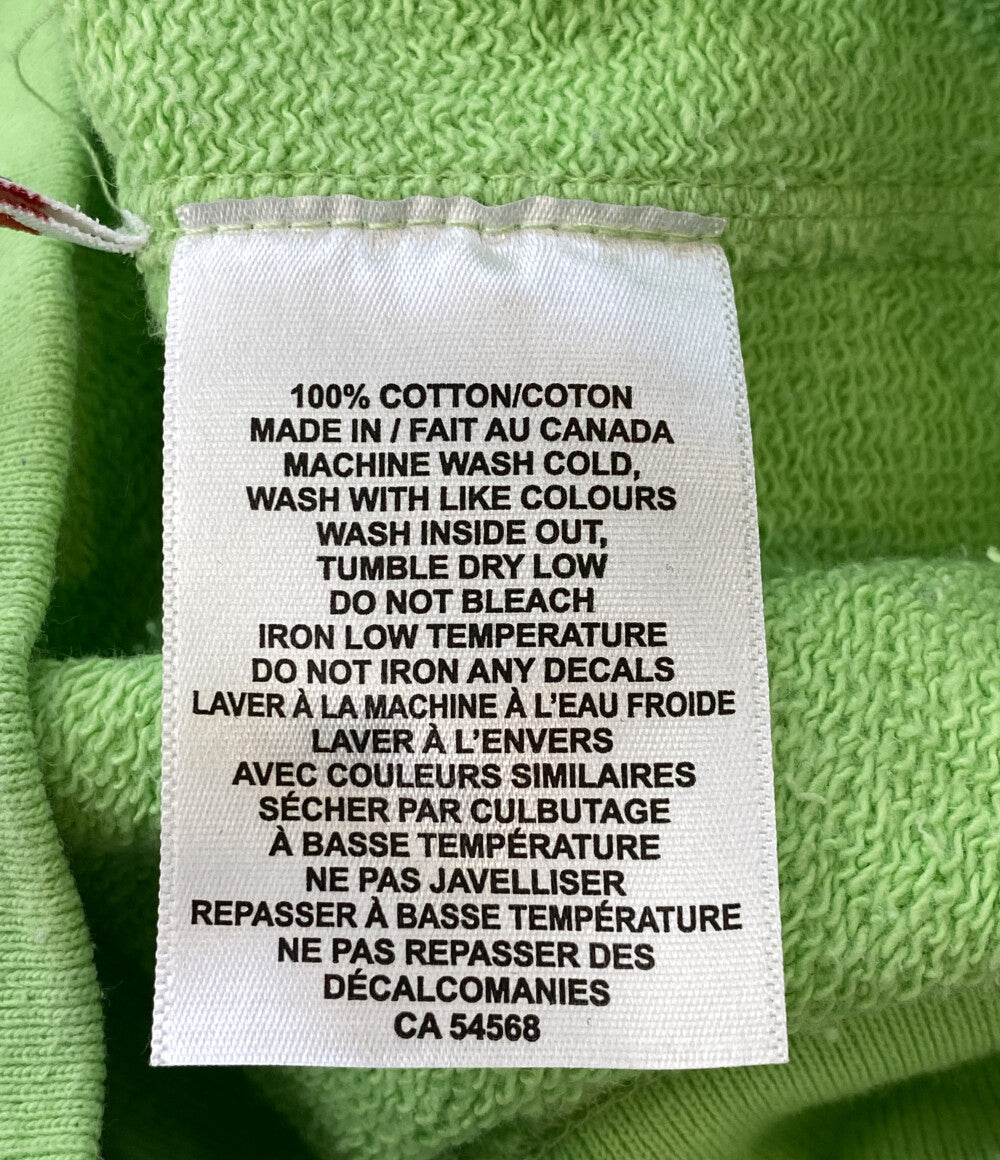 100% COTTON/COTON
MADE IN / FAIT AU CANADA
MACHINE WASH COLD,
WASH WITH LIKE COLOURS
WASH INSIDE OUT,
TUMBLE DRY LOW
DO NOT BLEACH
IRON LOW TEMPERATURE
DO NOT IRON ANY DECALS
LAVER À LA MACHINE À L'EAU FROIDE
LAVER À L'ENVERS
AVEC COULEURS SIMILAIRES
SÉCHER PAR CULBUTAGE
À BASSE TEMPÉRATURE
NE PAS JAVELLISER
REPASSER À BASSE TEMPÉRATURE
NE PAS REPASSER DES
DÉCALCOMANIES
CA 54568